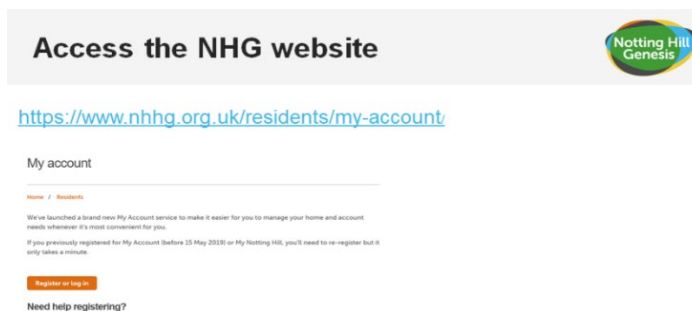 Access the NHG website
Notting Hill
Genesis
https://www.nhhg.org.uk/residents/my-account/
My account
Home / Residents
We've launched a brand new My Account service to make it easier for you to manage your home and account
needs whenever it's most convenient for you.
If you previously registered for My Account (before 15 May 2019) or My Notting Hill, you'll need to re-register but it
only takes a minute.
Register or log in
Need help registering?